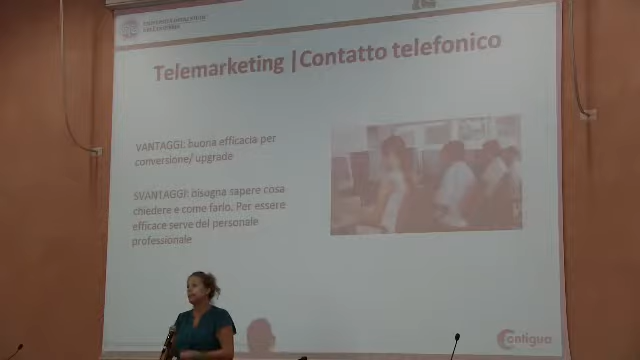 Telemarketing |Contatto telefonico
VANTAGGI: buona efficacia per
conversione/ upgrade
SVANTAGGI: bisogna sapere cosa
chiedere e come farlo. Per essere
efficace serve del personale
professionale
Contigua